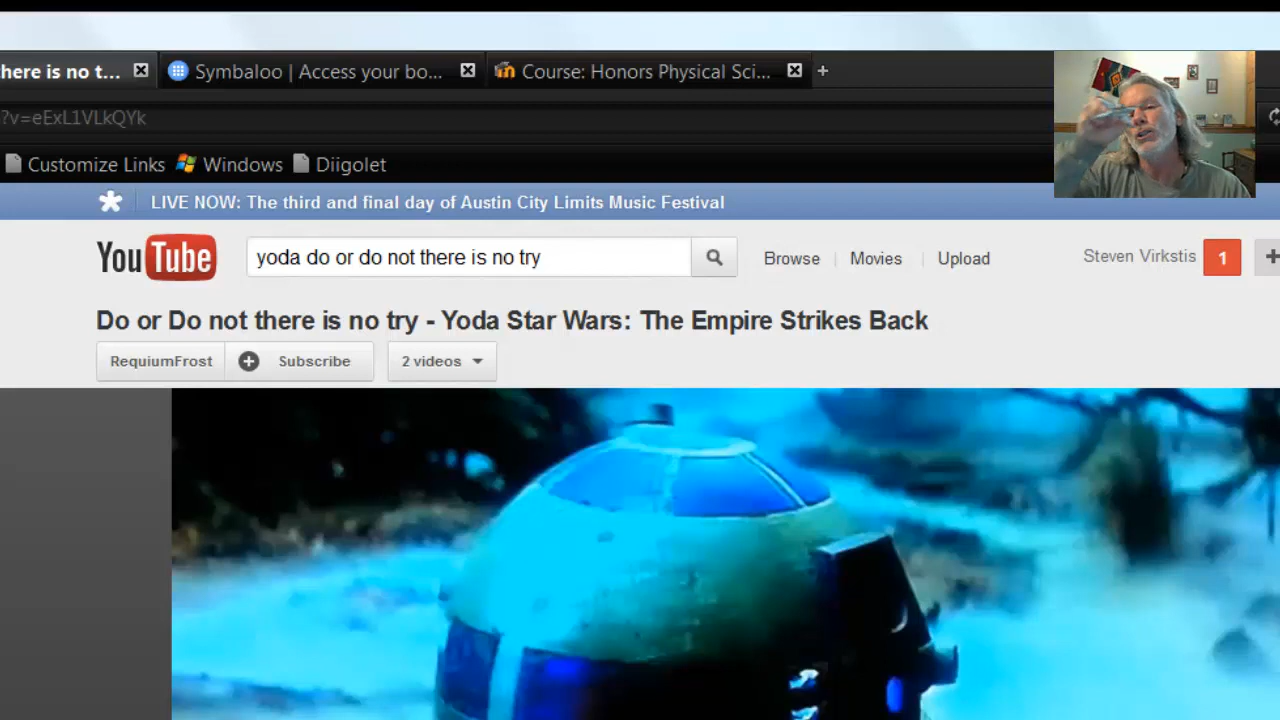 here is no t...
Symbaloo | Access your bo...
Course: Honors Physical Sci...
?v=eExL1VLkQYk
Customize Links
Windows
Diigolet
LIVE NOW: The third and final day of Austin City Limits Music Festival
YouTube
yoda do or do not there is no try
Browse
Movies
Upload
Steven Virkstis
1
Do or Do not there is no try - Yoda Star Wars: The Empire Strikes Back
RequiumFrost
Subscribe
2 videos